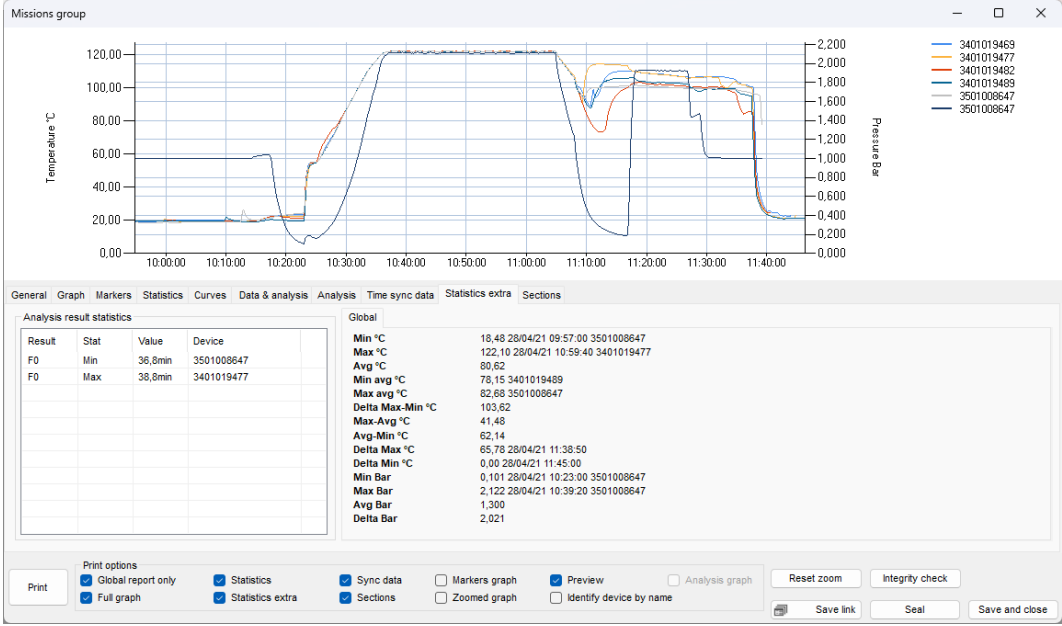 Missions group
Temperature °C
120,00
100,00
80,00
60,00
40,00
20,00
0,00
10:00:00 10:10:00 10:20:00 10:30:00 10:40:00 10:50:00 11:00:00 11:10:00 11:20:00 11:30:00 11:40:00
2,200
2,000
1,800
1,600
1,400
1,200
1,000
0,800
0,600
0,400
0,200
0,000
Pressure Bar
3401019469
3401019477
3401019482
3401019489
3501008647
3501008647
General Graph Markers Statistics Curves Data & analysis Analysis Time sync data Statistics extra Sections
Analysis result statistics
Result Stat Value Device
F0 Min 36,8min 3501008647
F0 Max 38,8min 3401019477
Global
Min °C 18,48 28/04/21 09:57:00 3501008647
Max °C 122,10 28/04/21 10:59:40 3401019477
Avg °C 80,62
Min avg °C 78,15 3401019489
Max avg °C 82,68 3501008647
Delta Max-Min °C 103,62
Max-Avg °C 41,48
Avg-Min °C 62,14
Delta Max °C 65,78 28/04/21 11:38:50
Delta Min °C 0,00 28/04/21 11:45:00
Min Bar 0,101 28/04/21 10:23:00 3501008647
Max Bar 2,122 28/04/21 10:39:20 3501008647
Avg Bar 1,300
Delta Bar 2,021
Print
Print options
Global report only Statistics Sync data Markers graph Preview Analysis graph
Full graph Statistics extra Sections Zoomed graph Identify device by name
Reset zoom Integrity check
Save link Seal Save and close